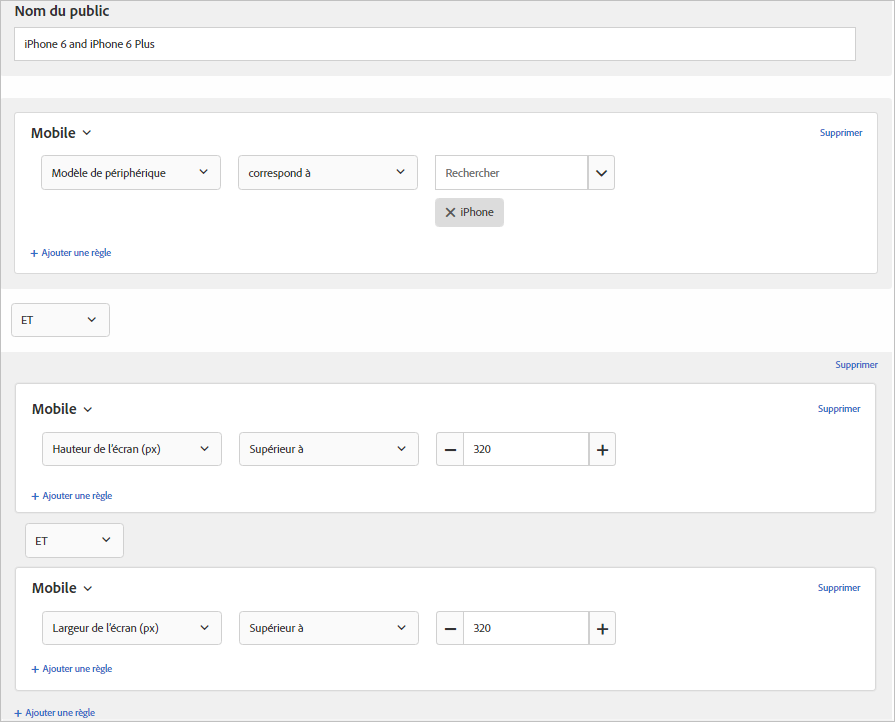 Nom du public
iPhone 6 and iPhone 6 Plus
Mobile
Supprimer
Modèle de périphérique
correspond à
Rechercher
iPhone
+ Ajouter une règle
ET
Supprimer
Mobile
Supprimer
Hauteur de l'écran (px)
Supérieur à
320
+ Ajouter une règle
ET
Mobile
Supprimer
Largeur de l'écran (px)
Supérieur à
320
+ Ajouter une règle
+ Ajouter une règle